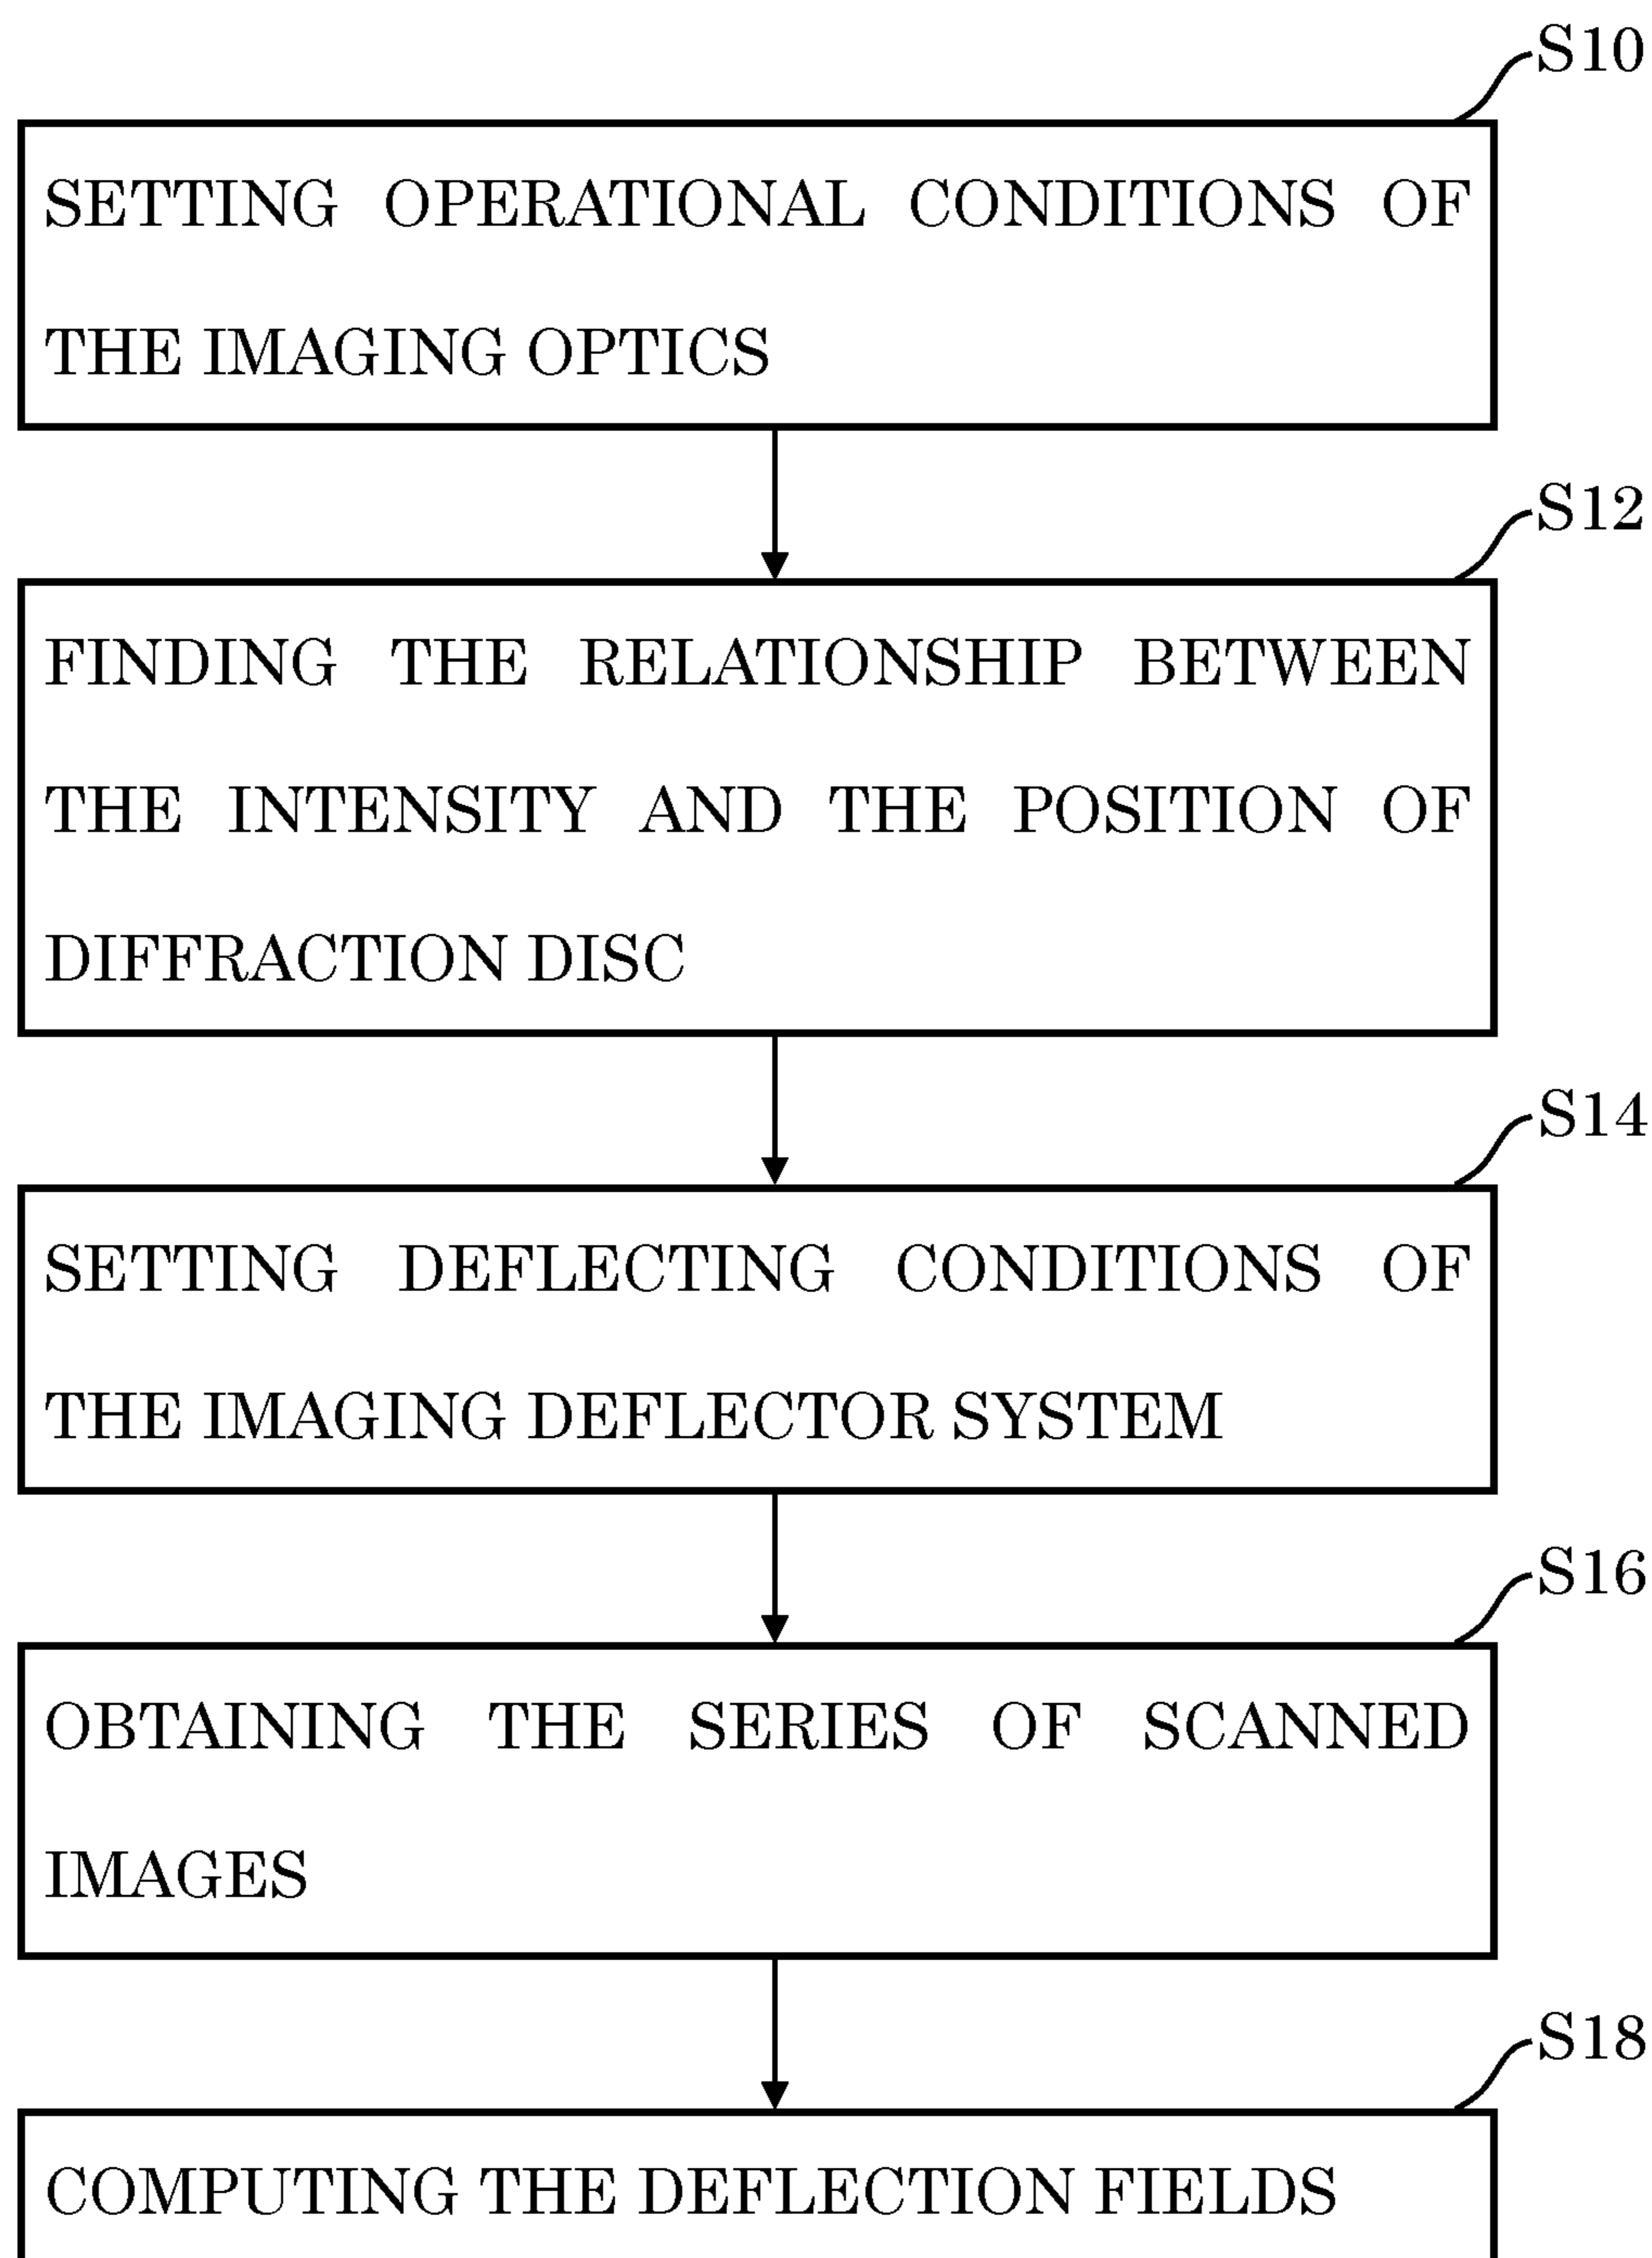 S10
SETTING OPERATIONAL CONDITIONS OF
THE IMAGING OPTICS
S12
FINDING THE RELATIONSHIP BETWEEN
THE INTENSITY AND THE POSITION OF
DIFFRACTION DISC
S14
SETTING DEFLECTING CONDITIONS OF
THE IMAGING DEFLECTOR SYSTEM
S16
OBTAINING THE SERIES OF SCANNED
IMAGES
S18
COMPUTING THE DEFLECTION FIELDS